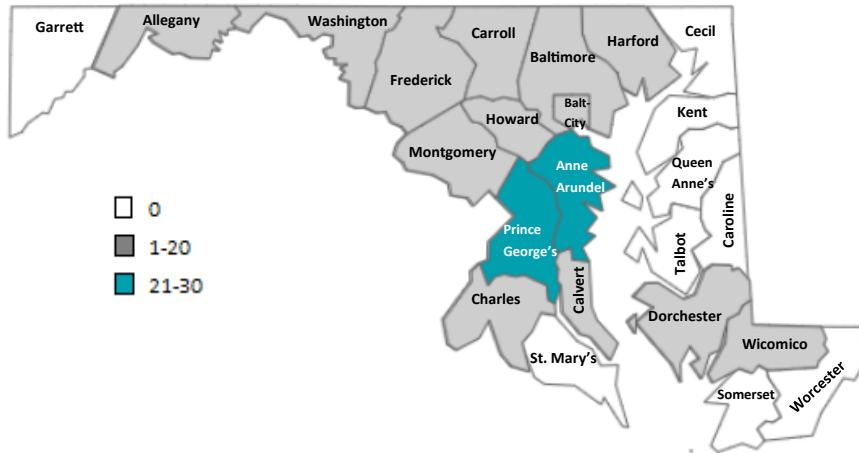 Garrett
Allegany
Washington
Frederick
Carroll
Baltimore
Harford
Cecil
Balt-
City
Howard
Montgomery
Kent
Queen
Anne's
Caroline
Talbot
Anne
Arundel
Prince
George's
0
1-20
21-30
Charles
Calvert
St. Mary's
Dorchester
Wicomico
Somerset
Worcester